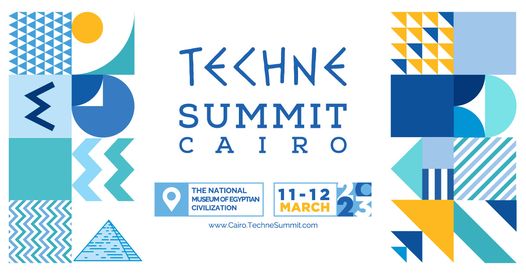 TECHNE
SUMMIT
CAIRO
THE NATIONAL
MUSEUM OF EGYPTIAN
CIVILIZATION
11-12
MARCH
2023
www.Cairo.TechneSummit.com